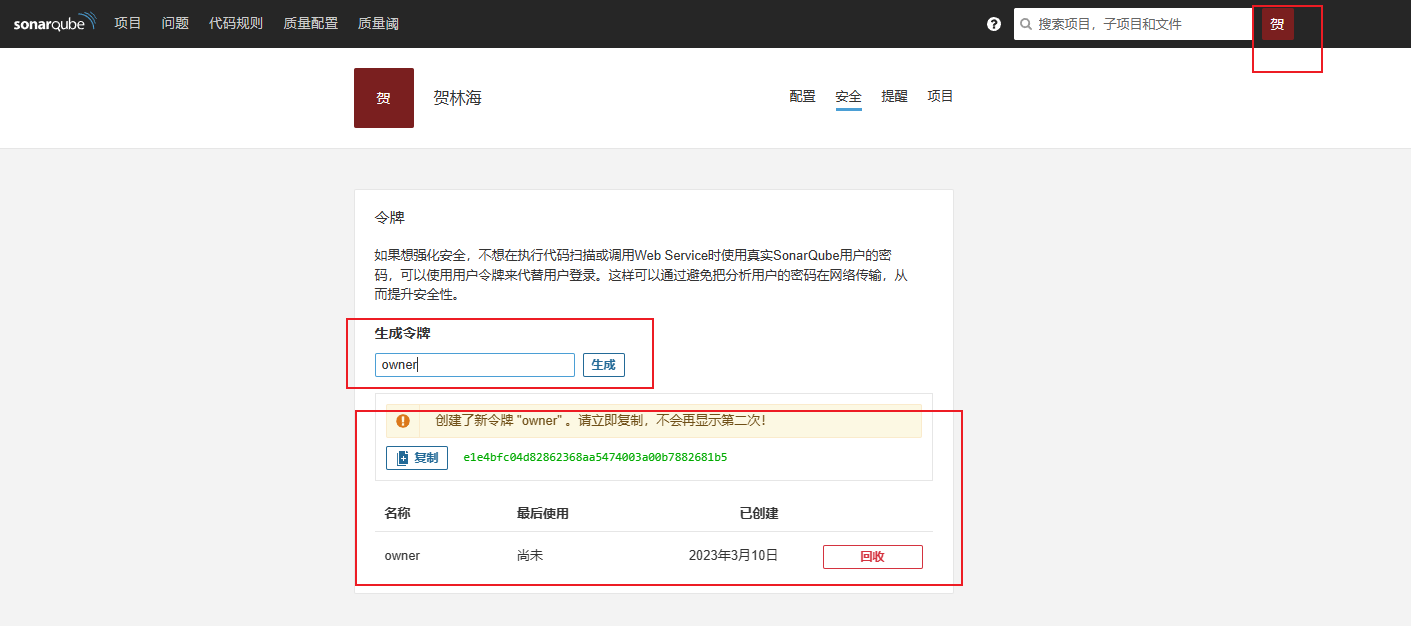 sonarqube 项目 问题 代码规则 质量配置 质量阈 搜索项目，子项目和文件 贺
贺 贺林海 配置 安全 提醒 项目
令牌
如果想强化安全，不想在执行代码扫描或调用Web Service时使用真实SonarQube用户的密
码，可以使用用户令牌来代替用户登录。这样可以通过避免把分析用户的密码在网络传输，从
而提升安全性。
生成令牌
owner 生成
创建了新令牌 "owner" 。请立即复制，不会再显示第二次！
复制 e1e4bfc04d82862368aa5474003a00b7882681b5
名称 最后使用 已创建
owner 尚未 2023年3月10日 回收